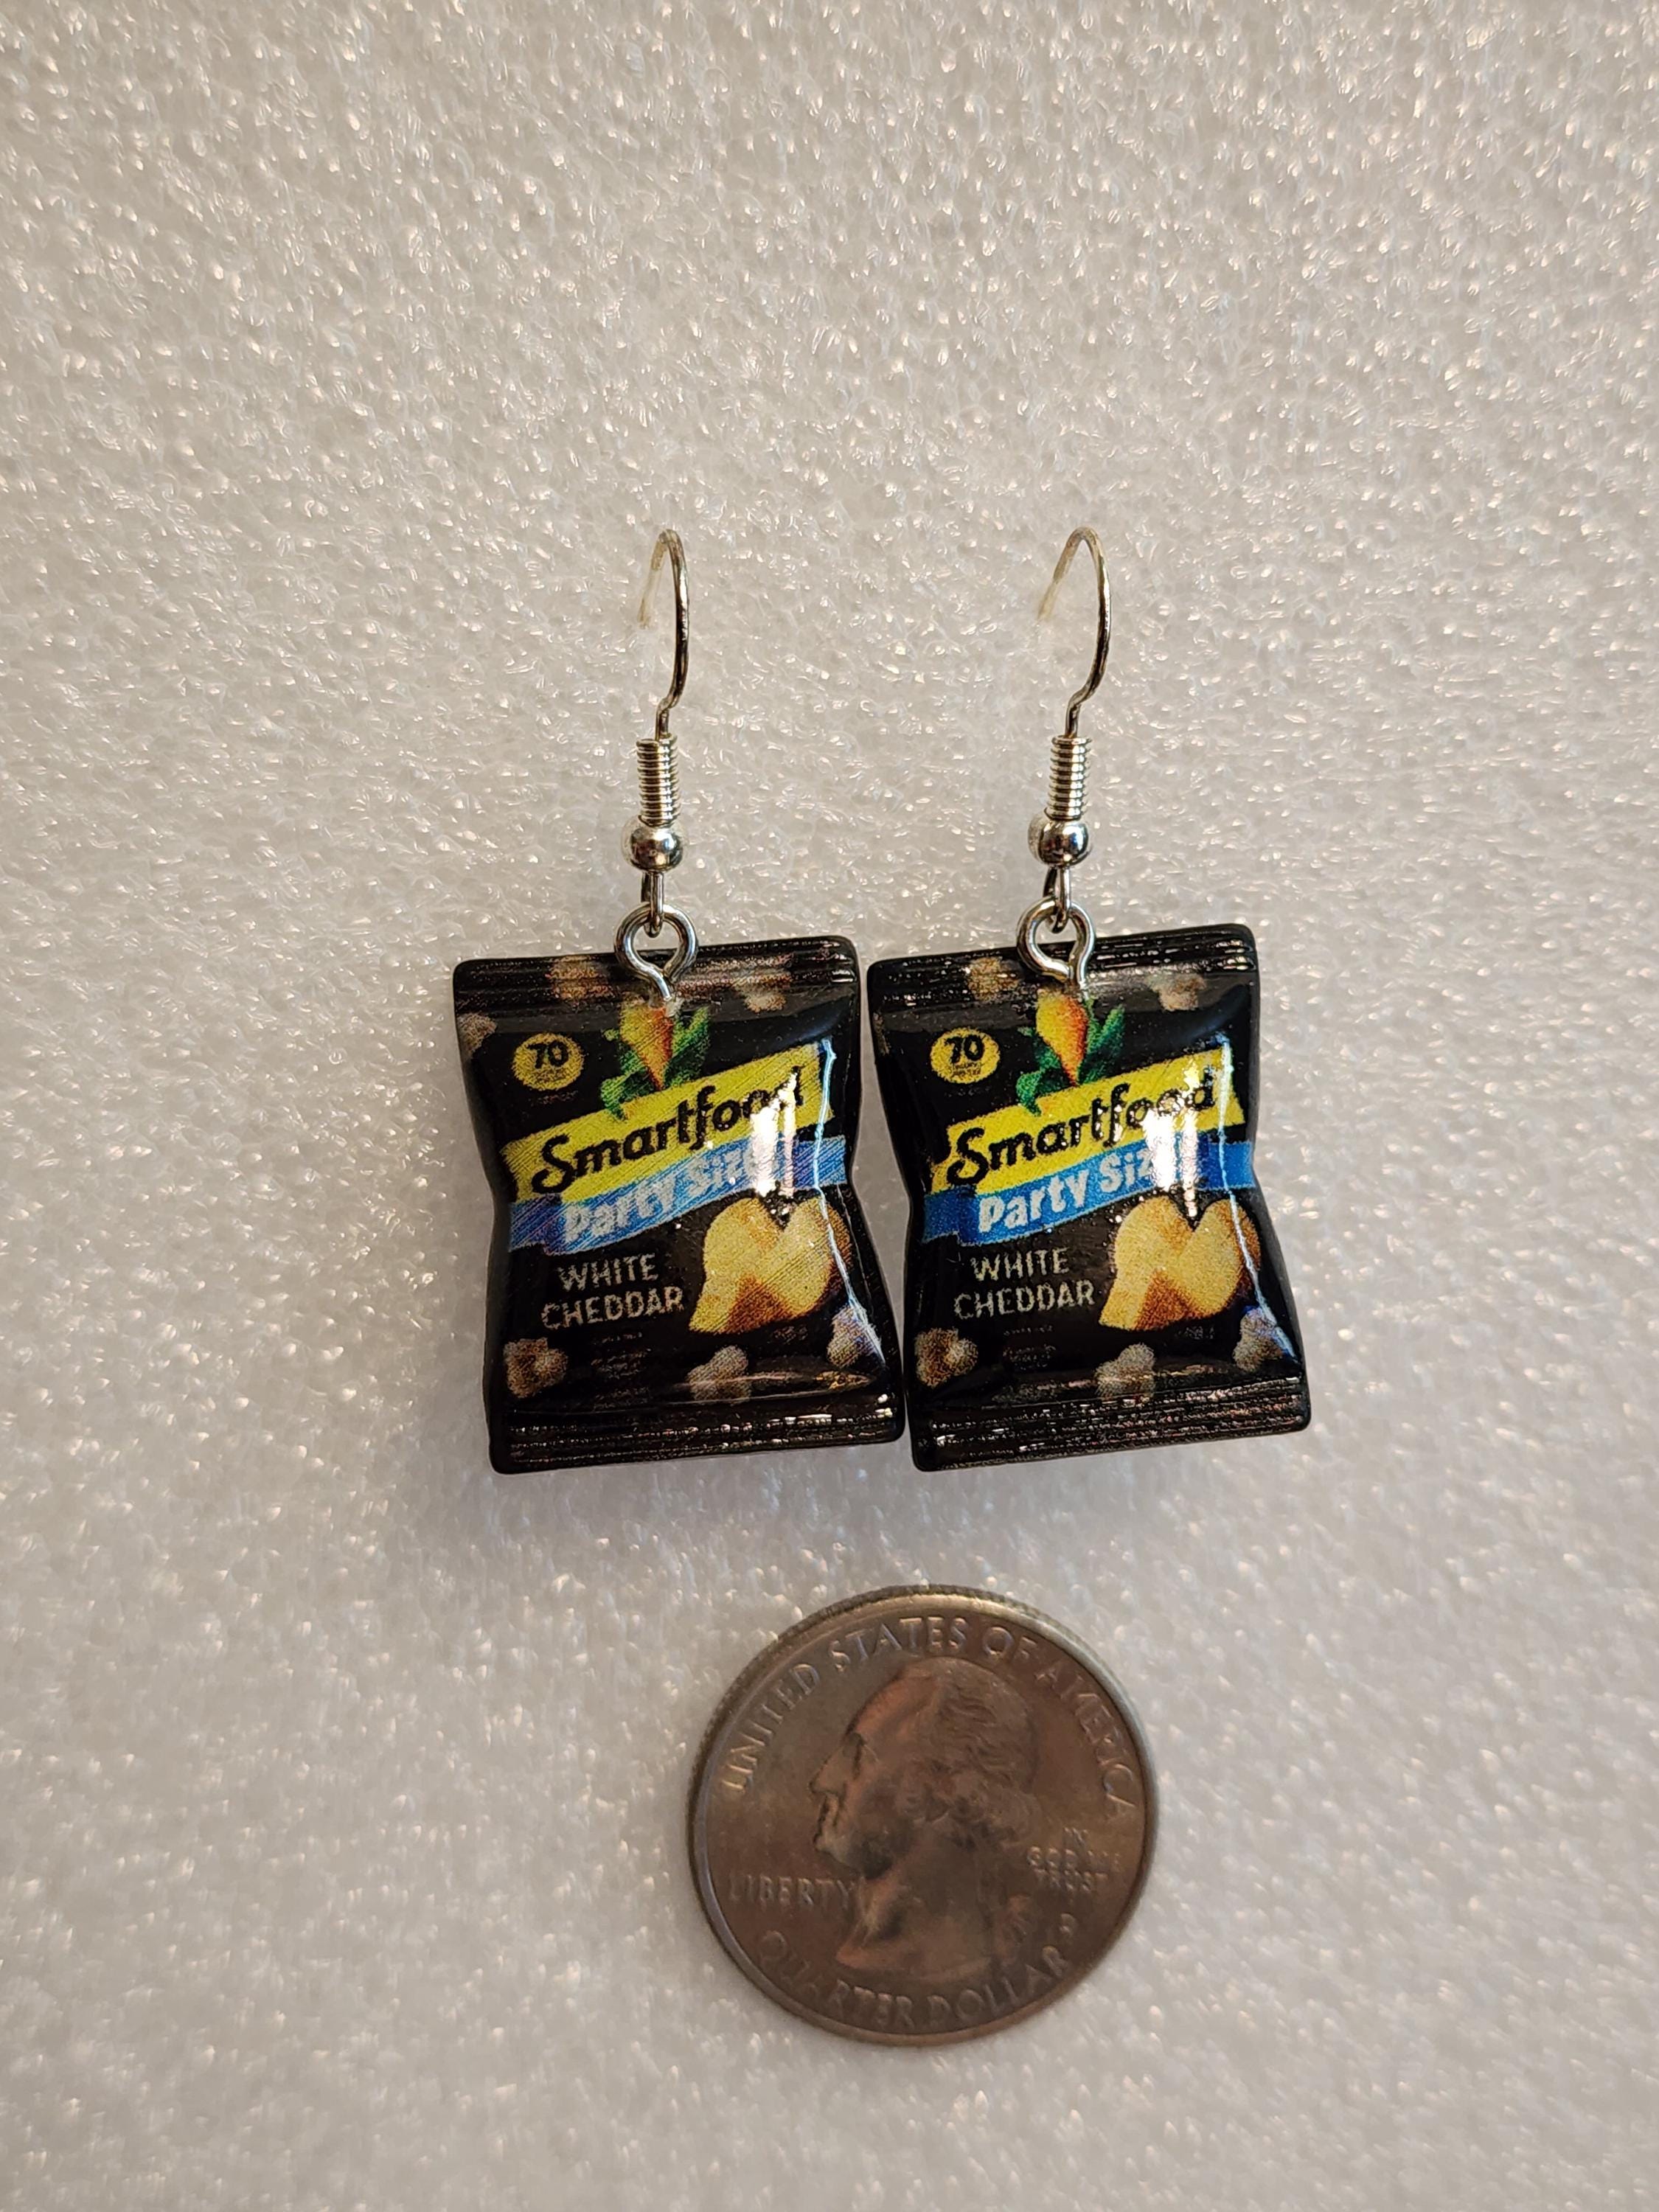 70
Smartfood
Party Size!
WHITE
CHEDDAR
70
Smartfood
Party Size
WHITE
CHEDDAR
UNITED STATES OF AMERICA
LIBERTY
IN
GOD WE
TRUST
P
QUARTER DOLLAR